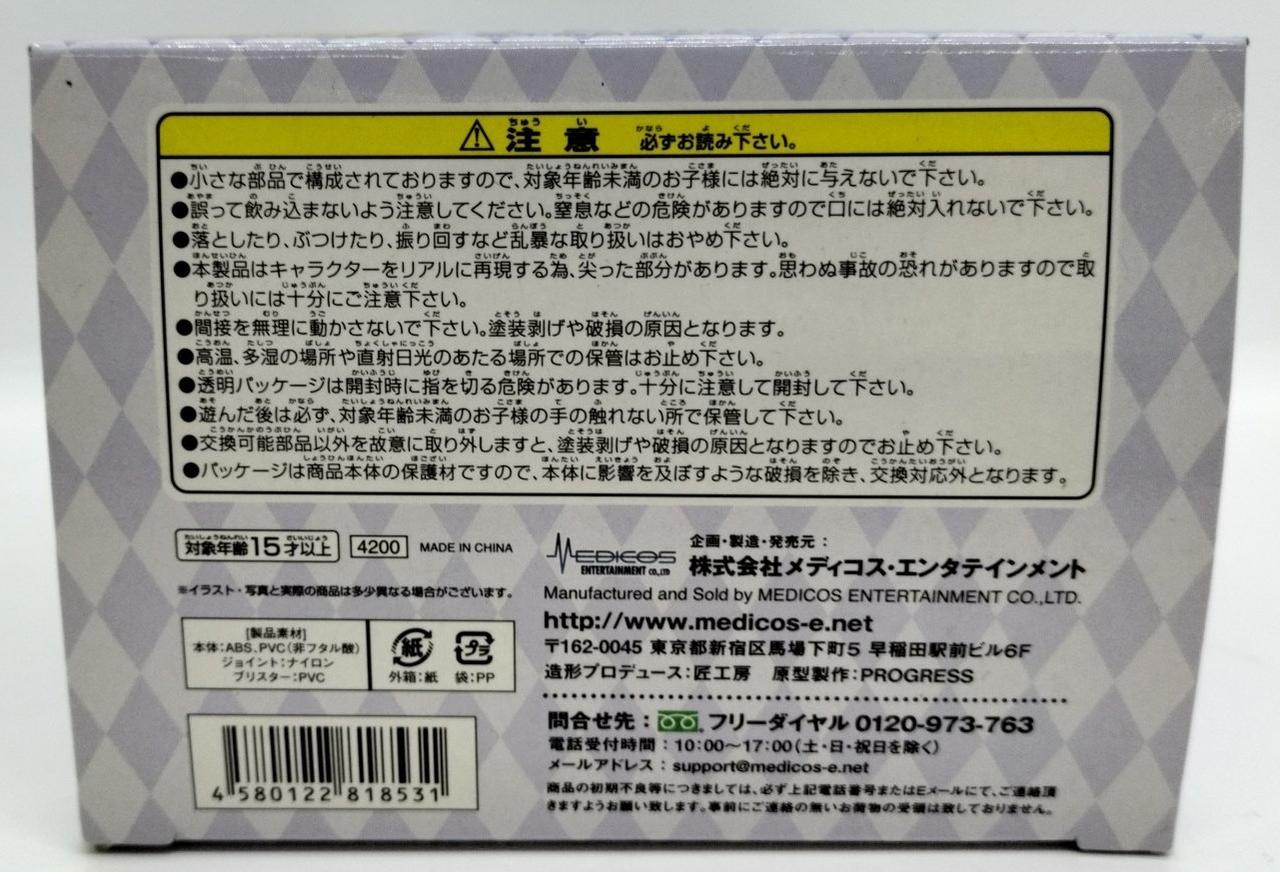 ⚠ 注意 必ずお読み下さい。
●小さな部品で構成されておりますので、対象年齢未満のお子様には絶対に与えないで下さい。
●誤って飲み込まないよう注意してください。窒息などの危険がありますので口には絶対入れないで下さい。
●落としたり、ぶつけたり、振り回すなど乱暴な取り扱いはおやめ下さい。
●本製品はキャラクターをリアルに再現する為、尖った部分があります。思わぬ事故の恐れがありますので取
り扱いには十分にご注意下さい。
●間接を無理に動かさないで下さい。塗装剥げや破損の原因となります。
●高温、多湿の場所や直射日光のあたる場所での保管はお止め下さい。
●透明パッケージは開封時に指を切る危険があります。十分に注意して開封して下さい。
●遊んだ後は必ず、対象年齢未満のお子様の手の触れない所で保管して下さい。
●交換可能部品以外を故意に取り外しますと、塗装剥げや破損の原因となりますのでお止め下さい。
●パッケージは商品本体の保護材ですので、本体に影響を及ぼすような破損を除き、交換対応外となります。
対象年齢15才以上 4200 MADE IN CHINA
※イラスト・写真と実際の商品は多少異なる場合がございます。
[製品素材]
本体:ABS、PVC(非フタル酸)
ジョイント:ナイロン
ブリスター:PVC
紙 プラ
外箱:紙 袋:PP
4 580122 818531
MEDICOS
ENTERTAINMENT CO.,LTD
企画・製造・発売元:
株式会社メディコス・エンタテインメント
Manufactured and Sold by MEDICOS ENTERTAINMENT CO.,LTD.
http://www.medicos-e.net
〒162-0045 東京都新宿区馬場下町5 早稲田駅前ビル6F
造形プロデュース:匠工房 原型製作:PROGRESS
問合せ先: フリーダイヤル 0120-973-763
電話受付時間:10:00〜17:00(土・日・祝日を除く)
メールアドレス:support@medicos-e.net
商品の初期不良等につきましては、必ず上記電話番号またはEメールにて、ご連絡頂
きますようお願い致します。事前にご連絡の無いお荷物の受領は致しておりません。